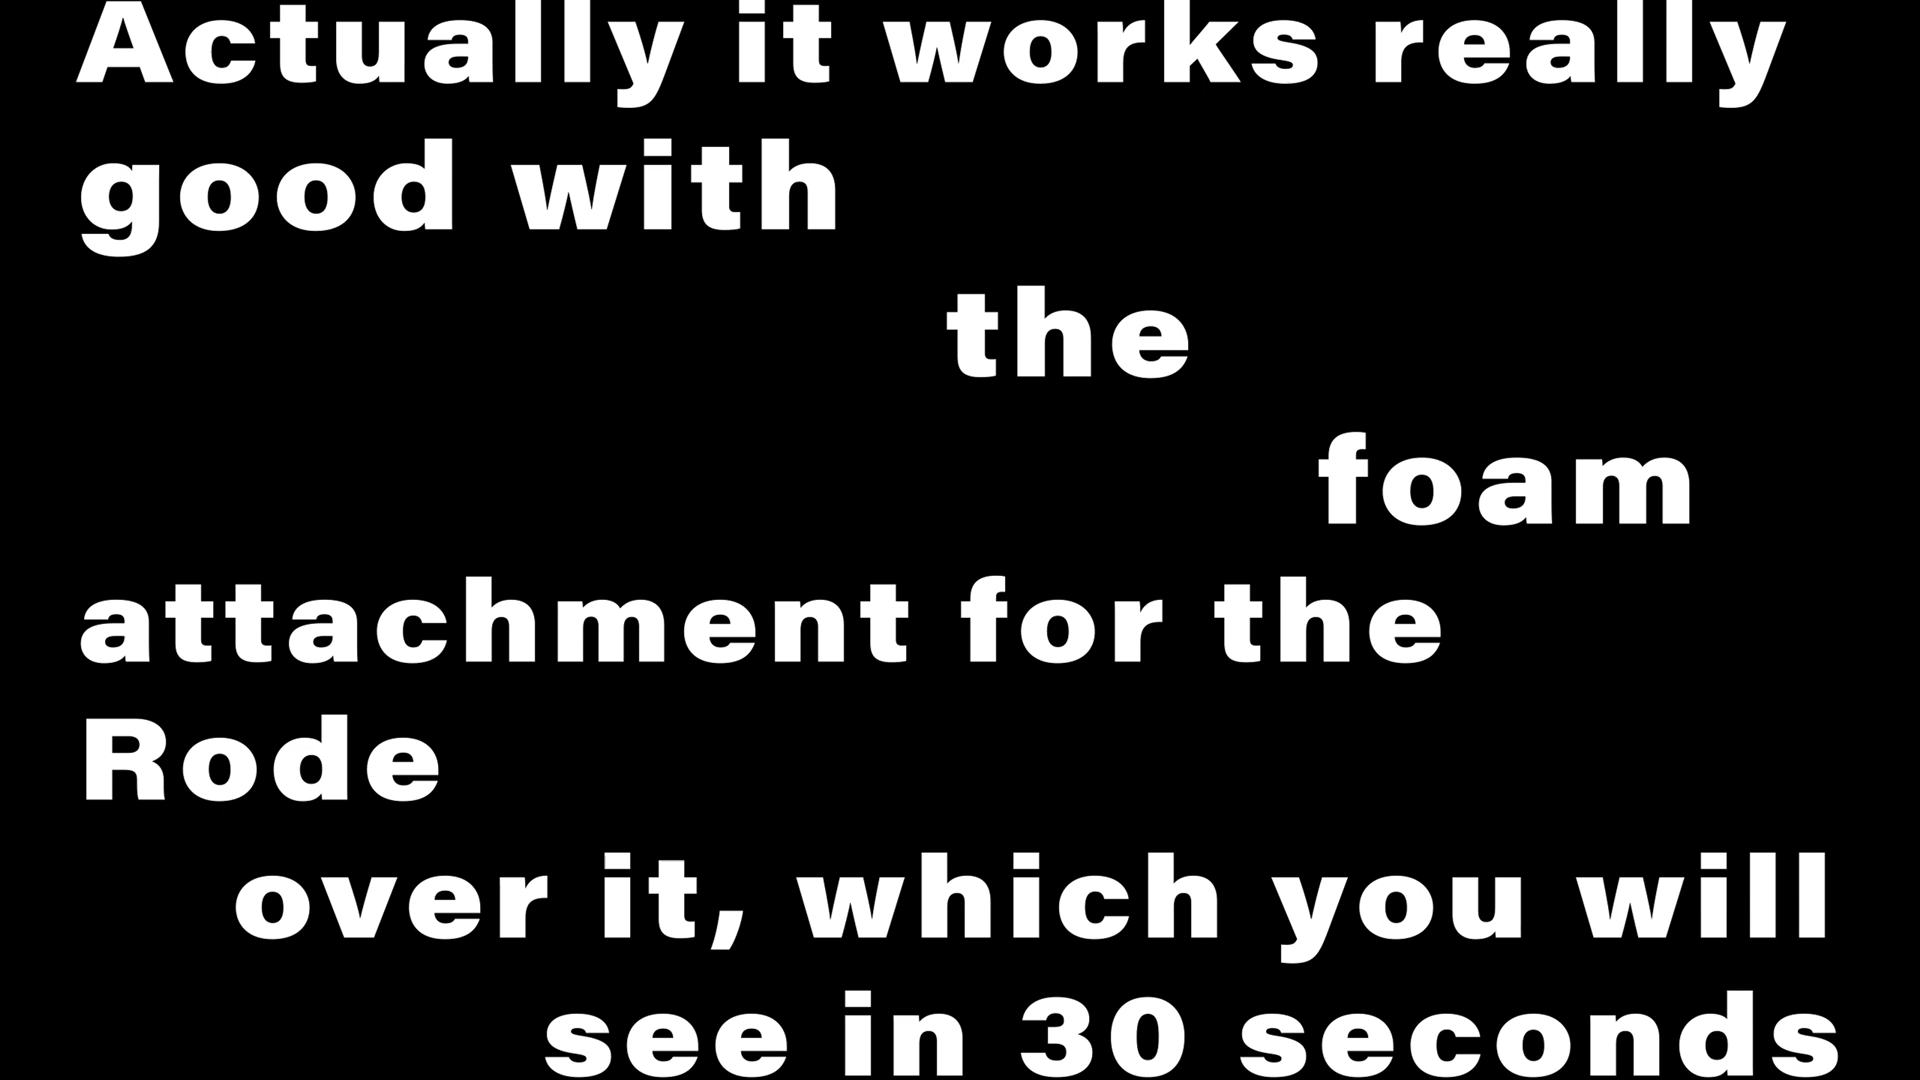 Actually it works really
good with
the
foam
attachment for the
Rode
over it, which you will
see in 30 seconds